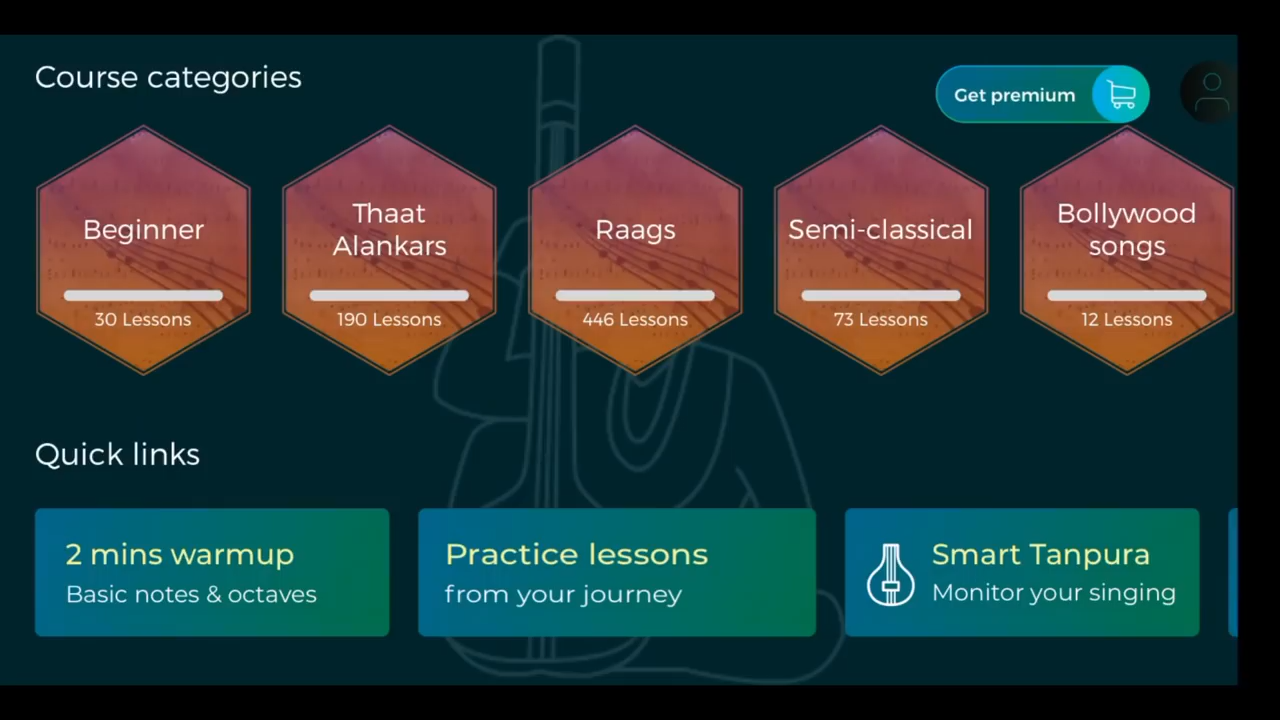 Course categories
Get premium
Beginner
30 Lessons
Thaat
Alankars
190 Lessons
Raags
446 Lessons
Semi-classical
73 Lessons
Bollywood
songs
12 Lessons
Quick links
2 mins warmup
Basic notes & octaves
Practice lessons
from your journey
Smart Tanpura
Monitor your singing